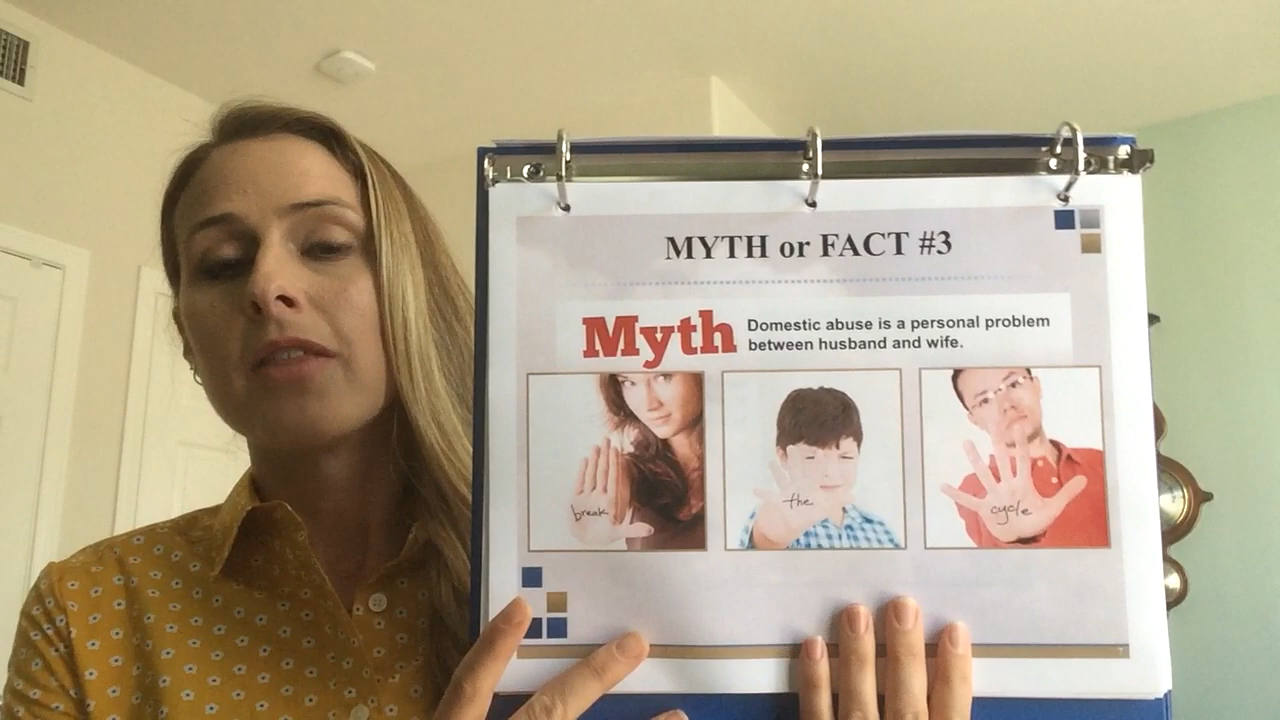 MYTH or FACT #3
Myth
Domestic abuse is a personal problem
between husband and wife.
break
the
cycle